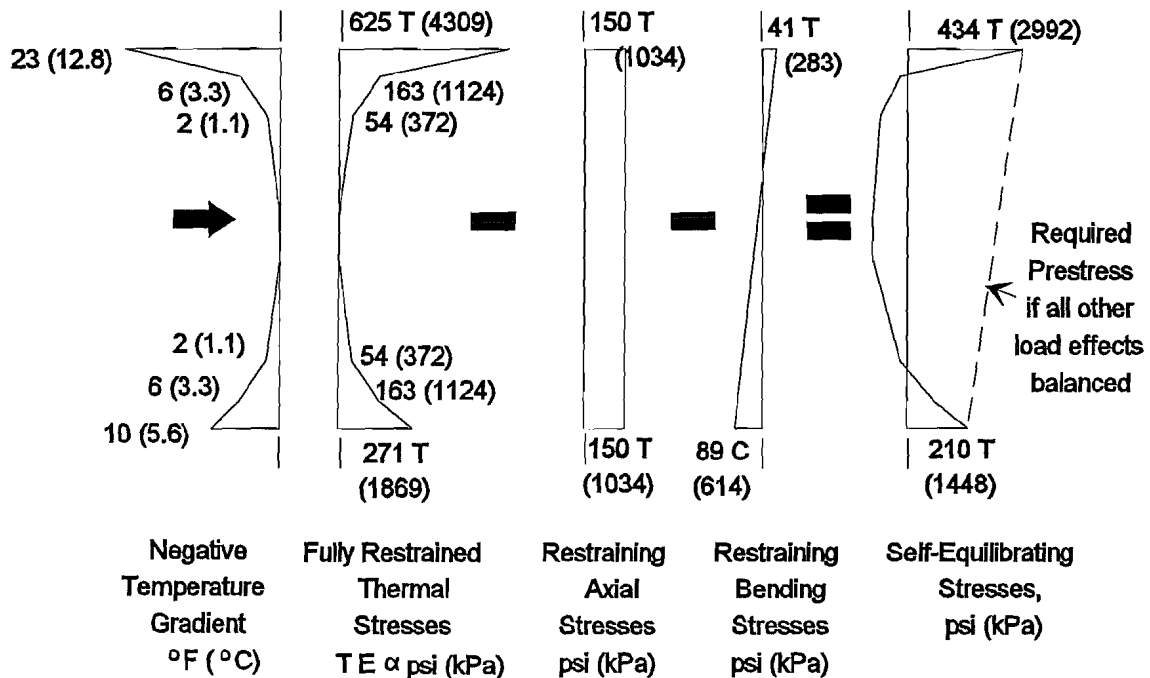 625 T (4309)
150 T
(1034)
41 T
(283)
434 T (2992)
23 (12.8)
6 (3.3)
2 (1.1)
163 (1124)
54 (372)
Required
Prestress
if all other
load effects
balanced
2 (1.1)
6 (3.3)
10 (5.6)
54 (372)
163 (1124)
271 T
(1869)
150 T
(1034)
89 C
(614)
210 T
(1448)
Negative
Temperature
Gradient
°F (°C)
Fully Restrained
Thermal
Stresses
T E α psi (kPa)
Restraining
Axial
Stresses
psi (kPa)
Restraining
Bending
Stresses
psi (kPa)
Self-Equilibrating
Stresses,
psi (kPa)